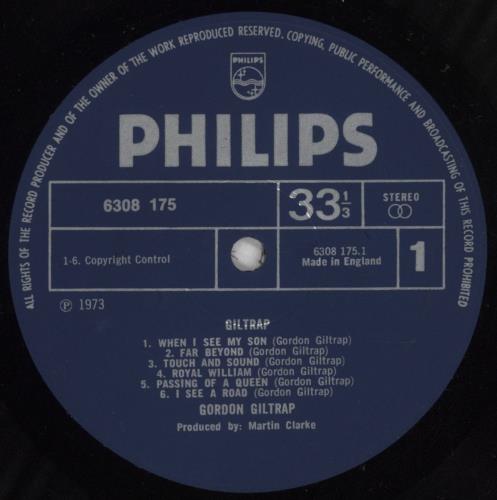 ALL RIGHTS OF THE RECORD PRODUCER AND OF THE OWNER OF THE WORK REPRODUCED RESERVED. COPYING, PUBLIC PERFORMANCE AND BROADCASTING OF THIS RECORD PROHIBITED
PHILIPS
PHILIPS
6308 175
33 1/3
STEREO
1-6. Copyright Control
6308 175.1
Made in England
1
Ⓟ 1973
GILTRAP
1. WHEN I SEE MY SON (Gordon Giltrap)
2. FAR BEYOND (Gordon Giltrap)
3. TOUCH AND SOUND (Gordon Giltrap)
4. ROYAL WILLIAM (Gordon Giltrap)
5. PASSING OF A QUEEN (Gordon Giltrap)
6. I SEE A ROAD (Gordon Giltrap)
GORDON GILTRAP
Produced by: Martin Clarke